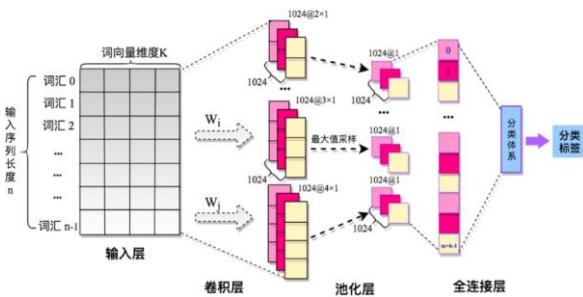 词向量维度K
输入序列长度n
词汇 0
词汇 1
词汇 2
...
...
...
词汇 n-1
输入层
Wi
Wj
1024@2×1
1024
...
1024@3×1
1024
1024@4×1
卷积层
1024@1
1024
...
最大值采样
1024@1
1024@1
1024
池化层
0
1
...
m+h-1
全连接层
分类体系
分类
标签